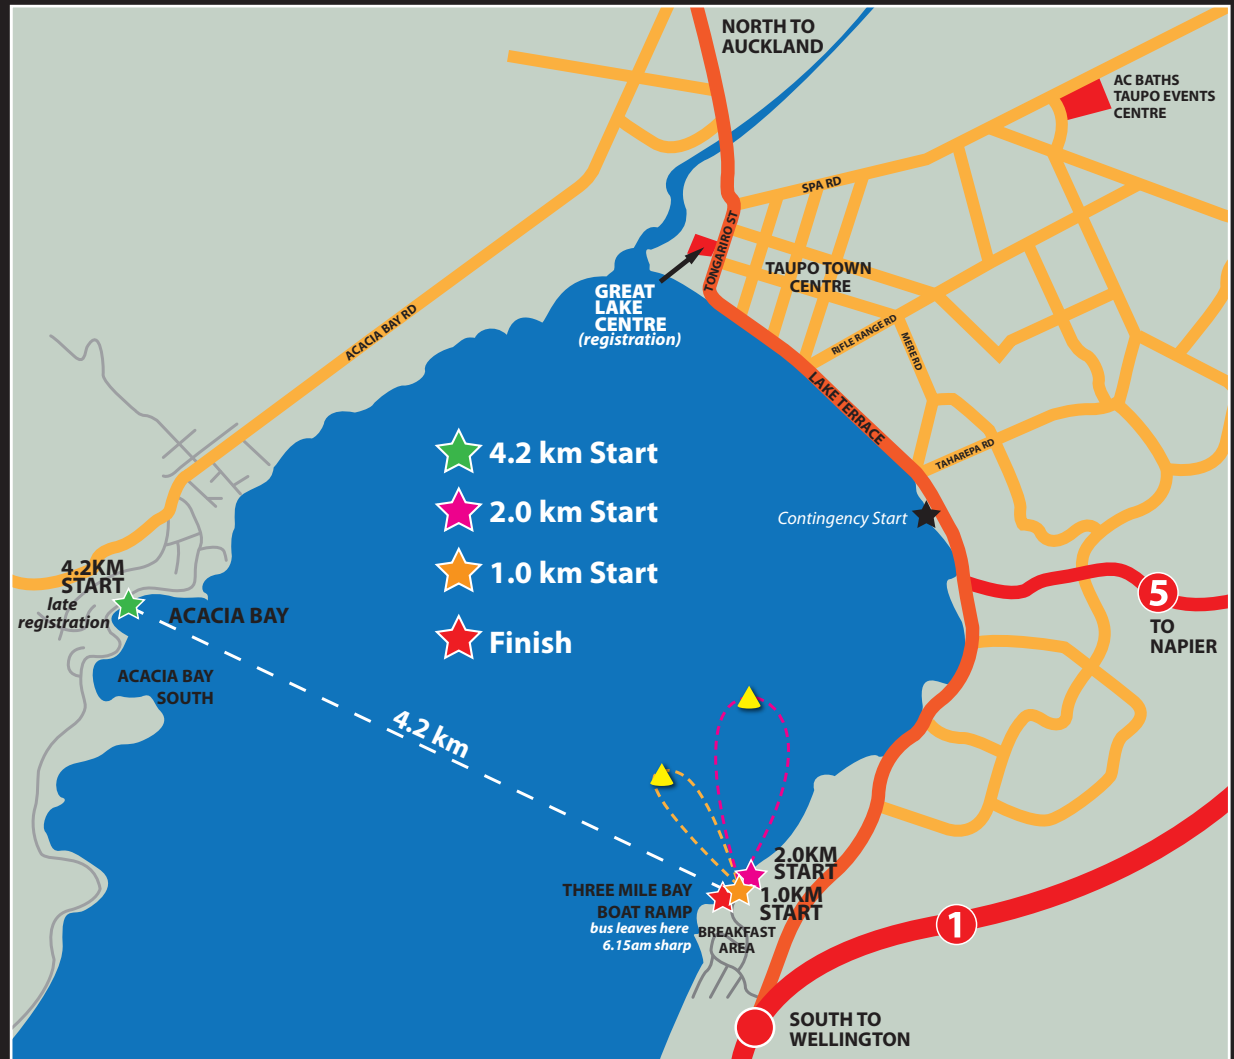 NORTH TO
AUCKLAND
AC BATHS
TAUPO EVENTS
CENTRE
SPA RD
TONGARIRO ST
TAUPO TOWN
CENTRE
GREAT
LAKE
CENTRE
(registration)
ACACIA BAY RD
RIFLE RANGE RD
MERE RD
LAKE TERRACE
TAHAREPA RD
4.2 km Start
2.0 km Start
1.0 km Start
Finish
Contingency Start
4.2KM
START
late
registration
ACACIA BAY
ACACIA BAY
SOUTH
5
TO
NAPIER
4.2 km
2.0KM
START
1.0KM
START
THREE MILE BAY
BOAT RAMP
bus leaves here
6.15am sharp
BREAKFAST
AREA
1
SOUTH TO
WELLINGTON